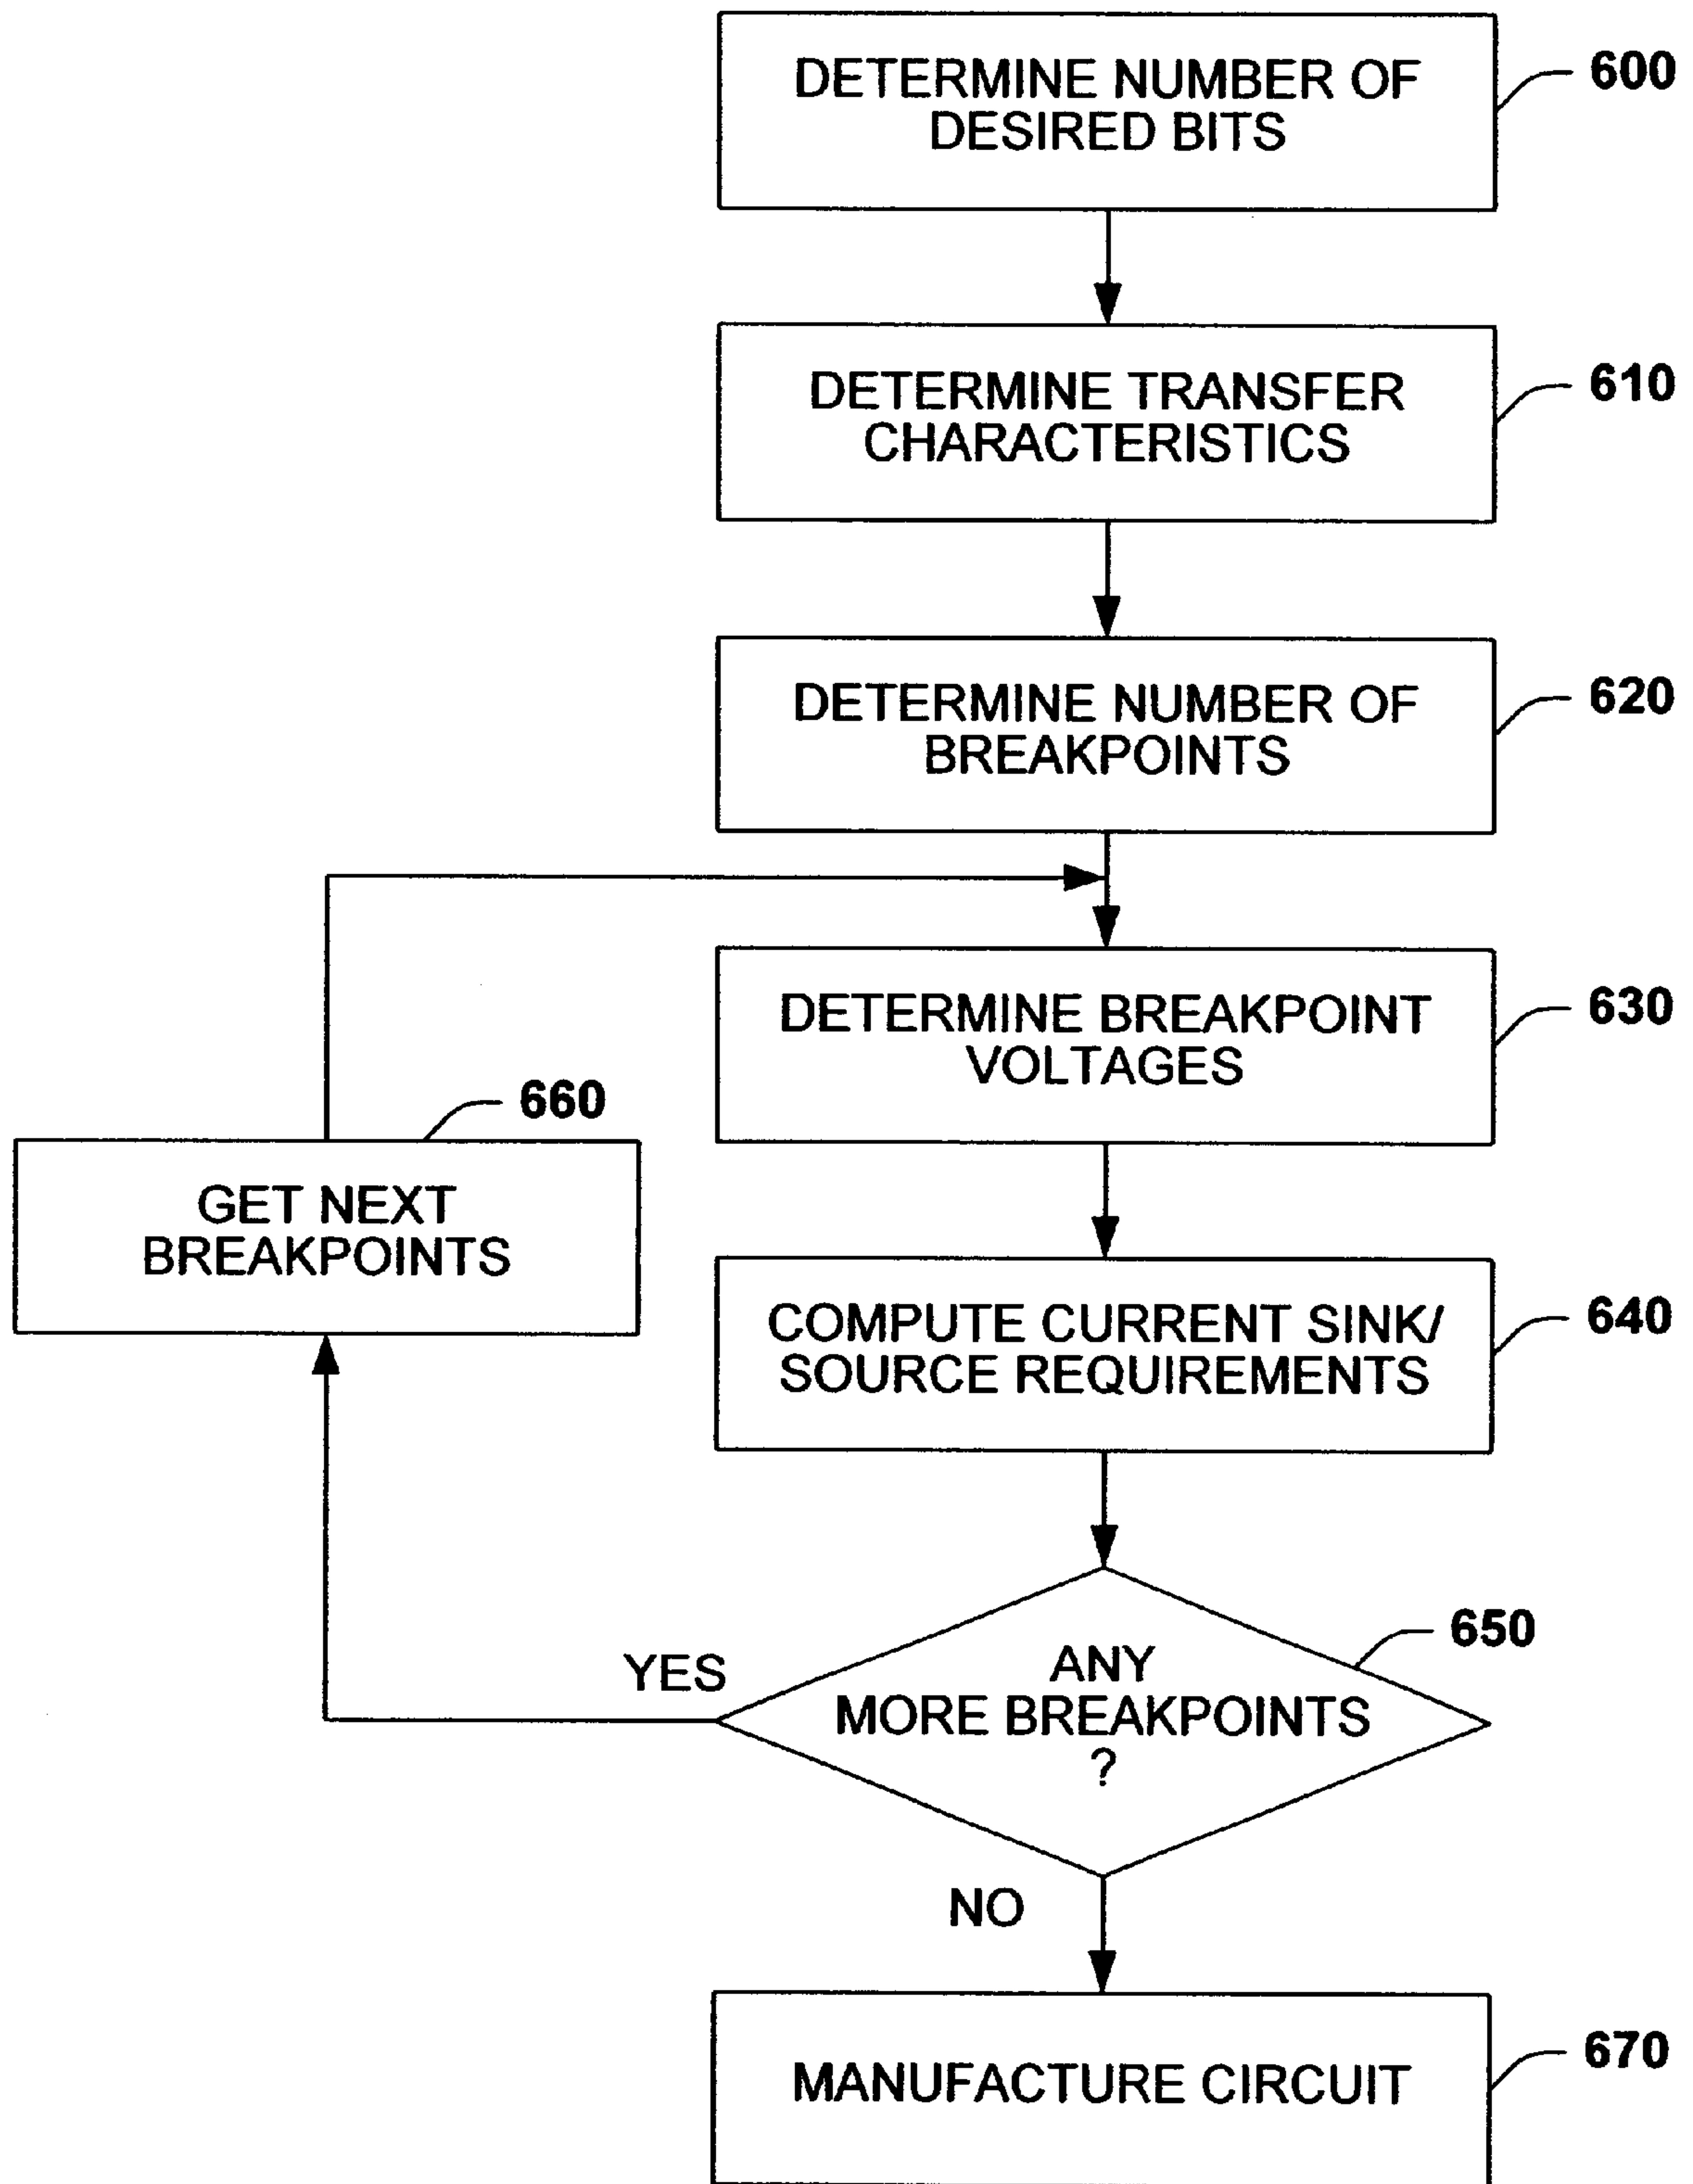 DETERMINE NUMBER OF
DESIRED BITS
600
DETERMINE TRANSFER
CHARACTERISTICS
610
DETERMINE NUMBER OF
BREAKPOINTS
620
DETERMINE BREAKPOINT
VOLTAGES
630
660
GET NEXT
BREAKPOINTS
COMPUTE CURRENT SINK/
SOURCE REQUIREMENTS
640
650
YES
ANY
MORE BREAKPOINTS
?
NO
MANUFACTURE CIRCUIT
670